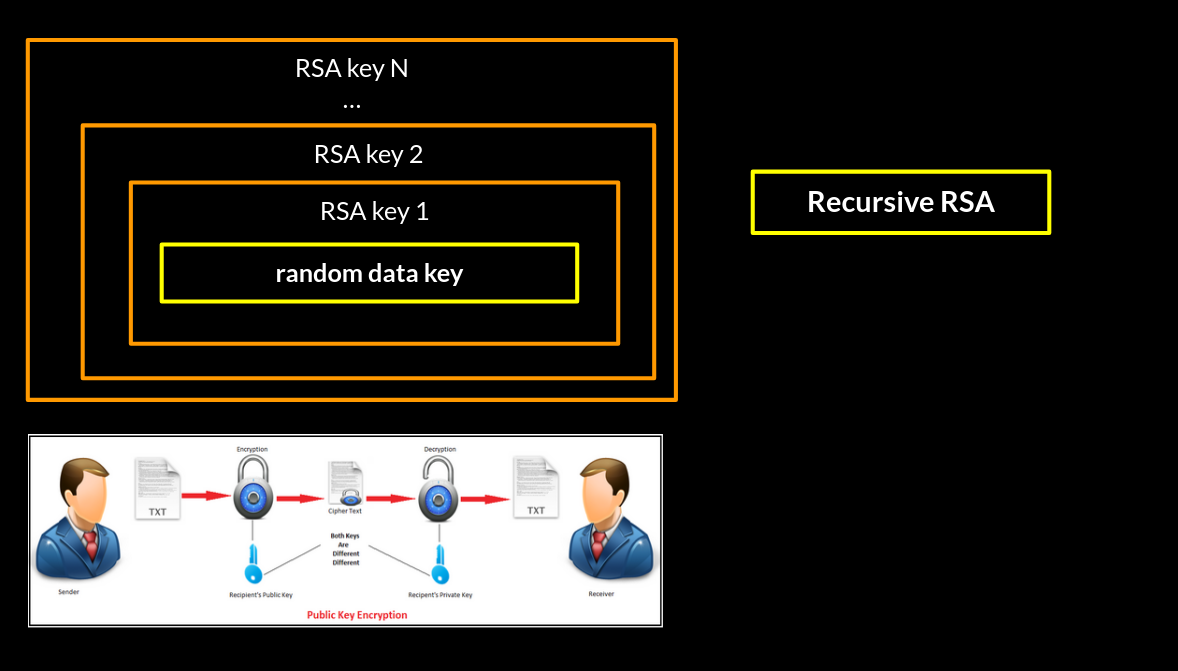 RSA key N
...
RSA key 2
RSA key 1
random data key
Recursive RSA
Encryption
Decryption
TXT
Cipher Text
TXT
Both Keys
Are
Different
Different
Sender
Recipient's Public Key
Recipent's Private Key
Receiver
Public Key Encryption